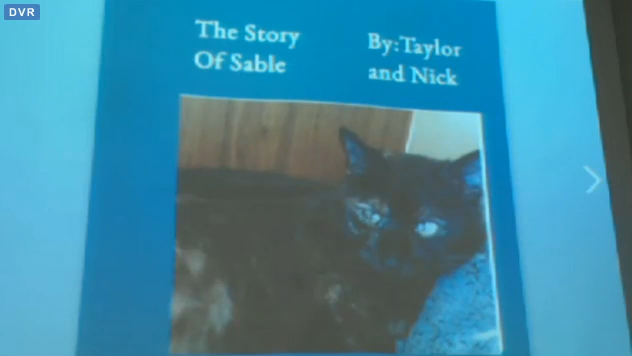 DVR
The Story
Of Sable
By:Taylor
and Nick